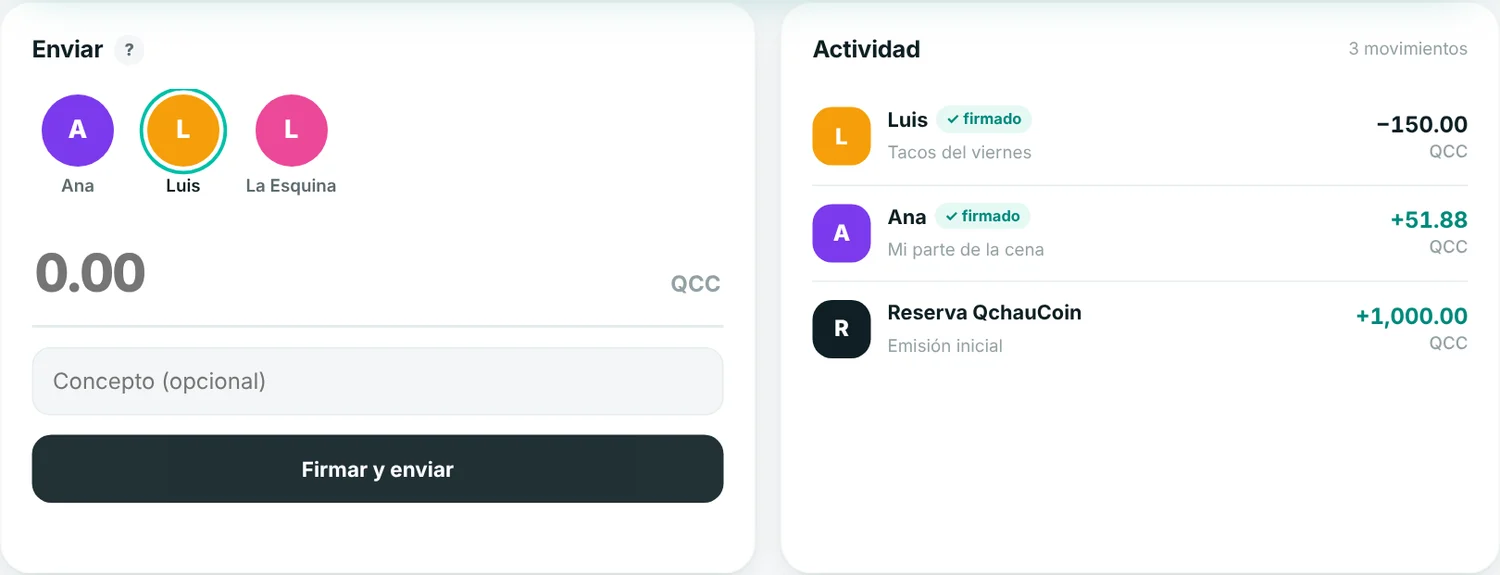 Enviar ?
A
L
L
Ana
Luis
La Esquina
0.00 QCC
Concepto (opcional)
Firmar y enviar
Actividad 3 movimientos
L
Luis ✓ firmado −150.00
Tacos del viernes QCC
A
Ana ✓ firmado +51.88
Mi parte de la cena QCC
R
Reserva QchauCoin +1,000.00
Emisión inicial QCC